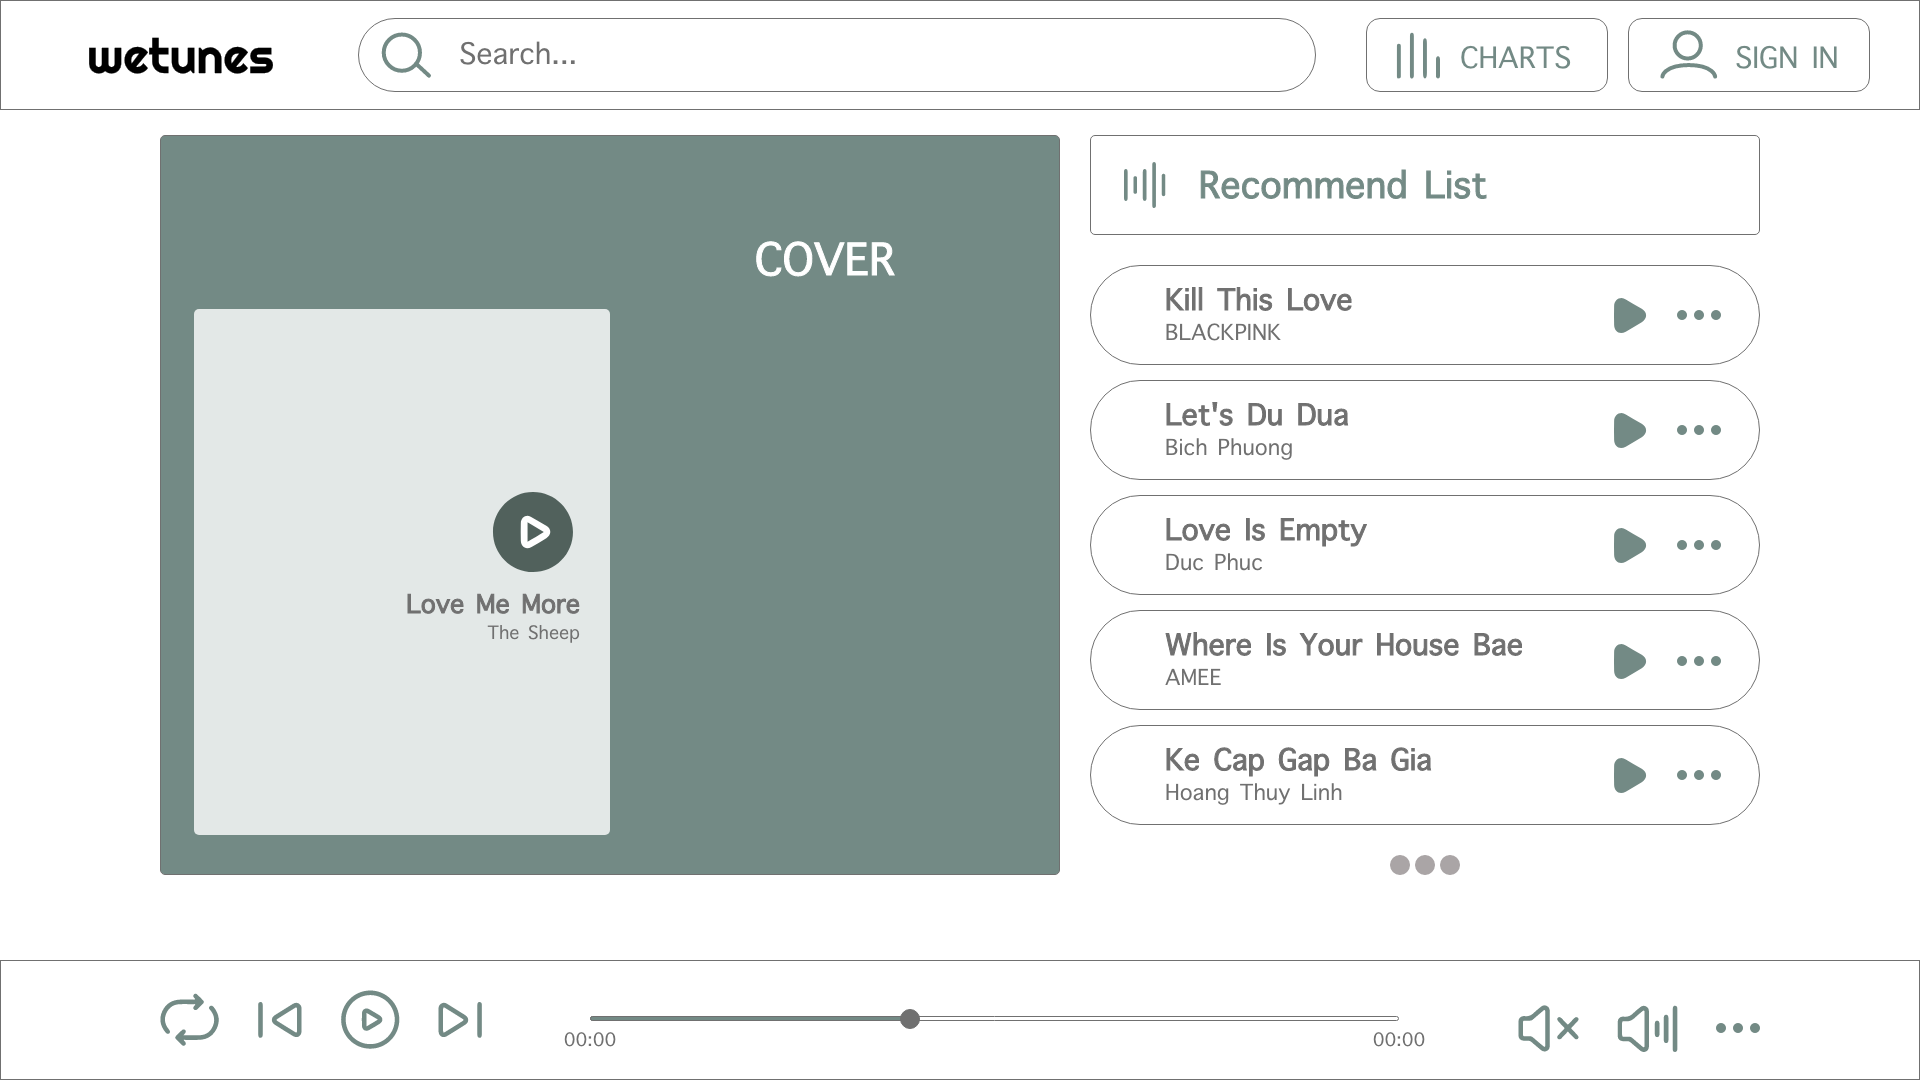 wetunes
Search...
CHARTS
SIGN IN
COVER
Love Me More
The Sheep
Recommend List
Kill This Love
BLACKPINK
Let's Du Dua
Bich Phuong
Love Is Empty
Duc Phuc
Where Is Your House Bae
AMEE
Ke Cap Gap Ba Gia
Hoang Thuy Linh
00:00
00:00